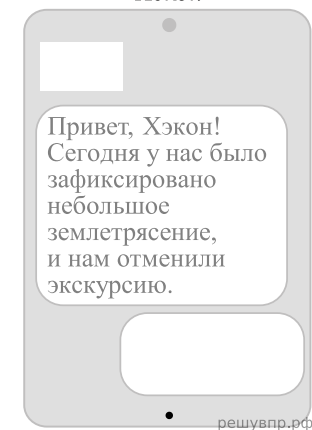 Привет, Хэкон!
Сегодня у нас было
зафиксировано
небольшое
землетрясение,
и нам отменили
экскурсию.
решувпр.рф